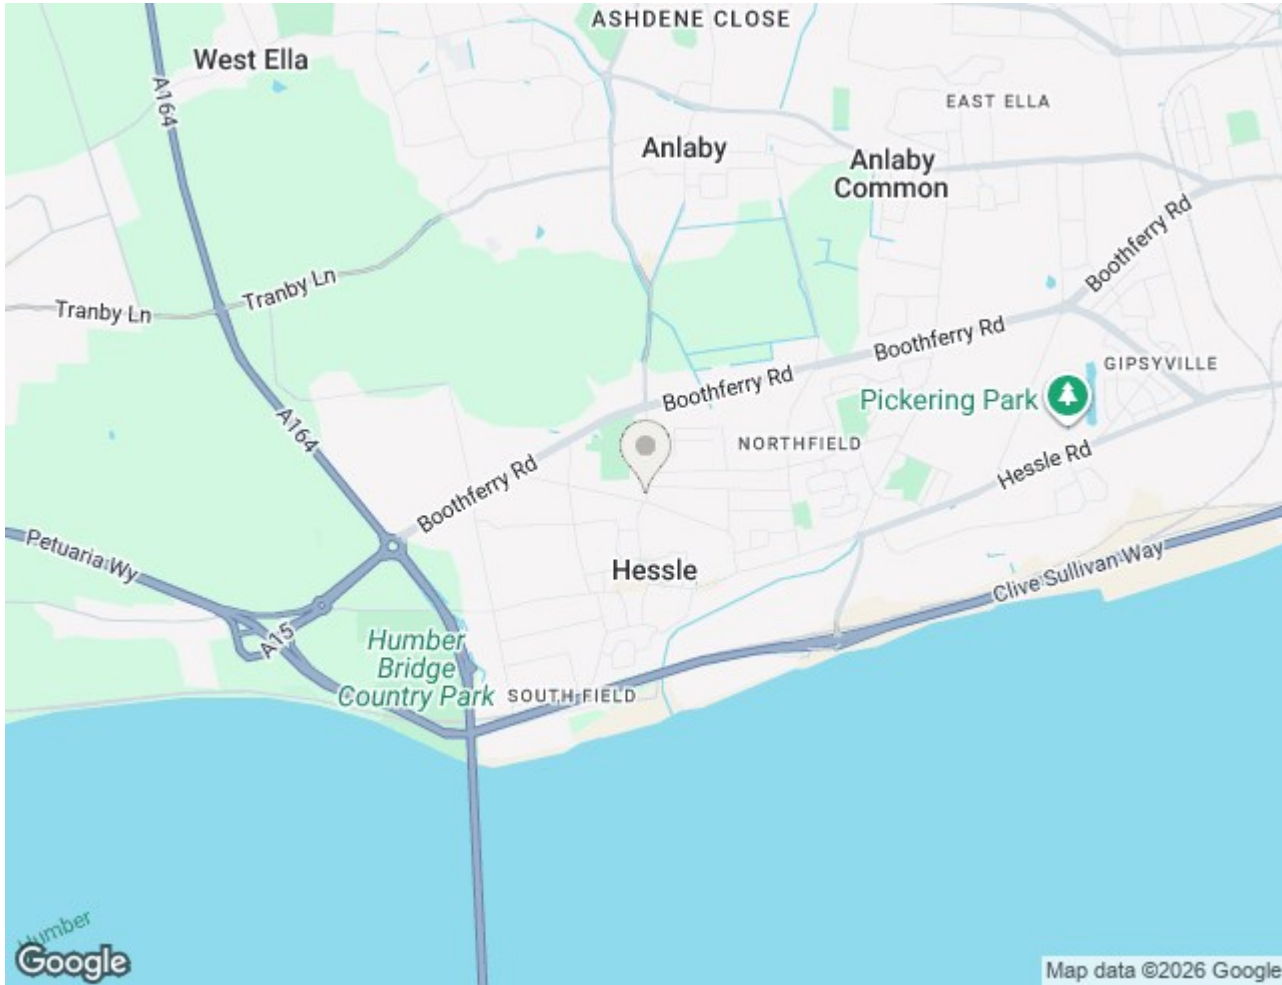 ASHDENE CLOSE
West Ella
A164
EAST ELLA
Anlaby
Anlaby
Common
Boothferry Rd
Tranby Ln
Tranby Ln
Boothferry Rd
GIPSYVILLE
Boothferry Rd
Pickering Park
A164
NORTHFIELD
Hessle Rd
Boothferry Rd
Petuaria Wy
Hessle
Clive Sullivan Way
A15
Humber
Bridge
Country Park
SOUTH FIELD
Humber
Google
Map data ©2026 Google